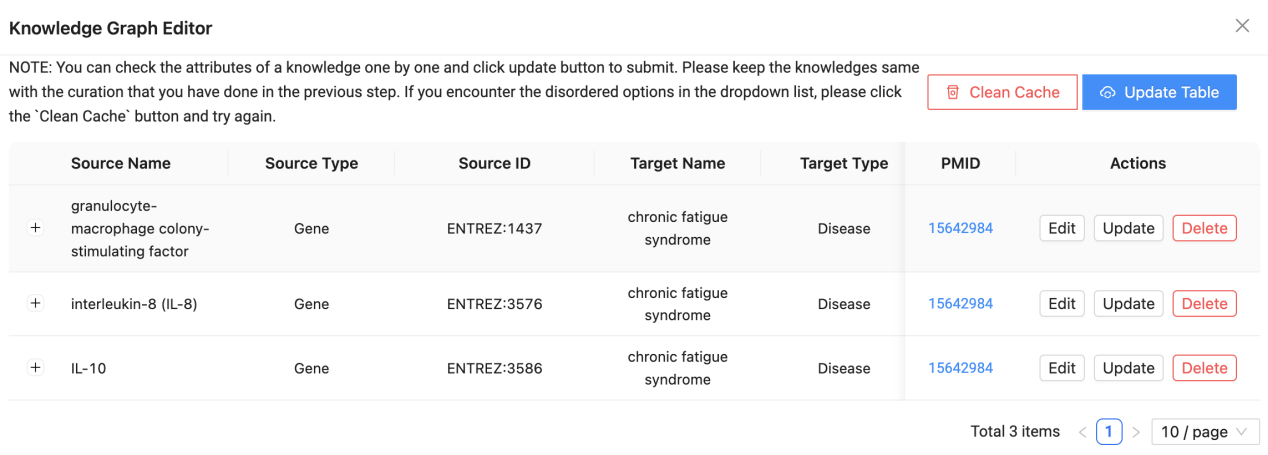 Knowledge Graph Editor
NOTE: You can check the attributes of a knowledge one by one and click update button to submit. Please keep the knowledges same
with the curation that you have done in the previous step. If you encounter the disordered options in the dropdown list, please click
the `Clean Cache` button and try again.
Clean Cache
Update Table
Source Name Source Type Source ID Target Name Target Type PMID Actions
granulocyte-
macrophage colony-
stimulating factor
Gene
ENTREZ:1437
chronic fatigue
syndrome
Disease
15642984
Edit Update Delete
interleukin-8 (IL-8)
Gene
ENTREZ:3576
chronic fatigue
syndrome
Disease
15642984
Edit Update Delete
IL-10
Gene
ENTREZ:3586
chronic fatigue
syndrome
Disease
15642984
Edit Update Delete
Total 3 items < 1 > 10 / page